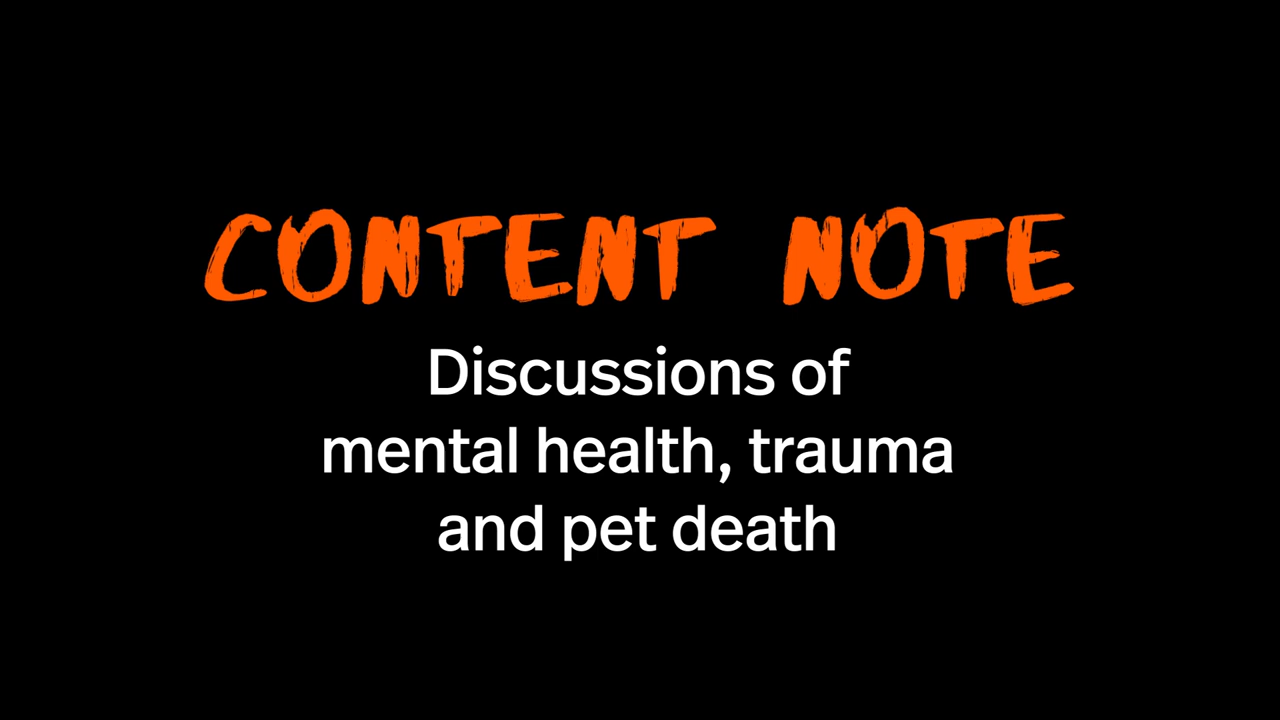 CONTENT NOTE
Discussions of
mental health, trauma
and pet death